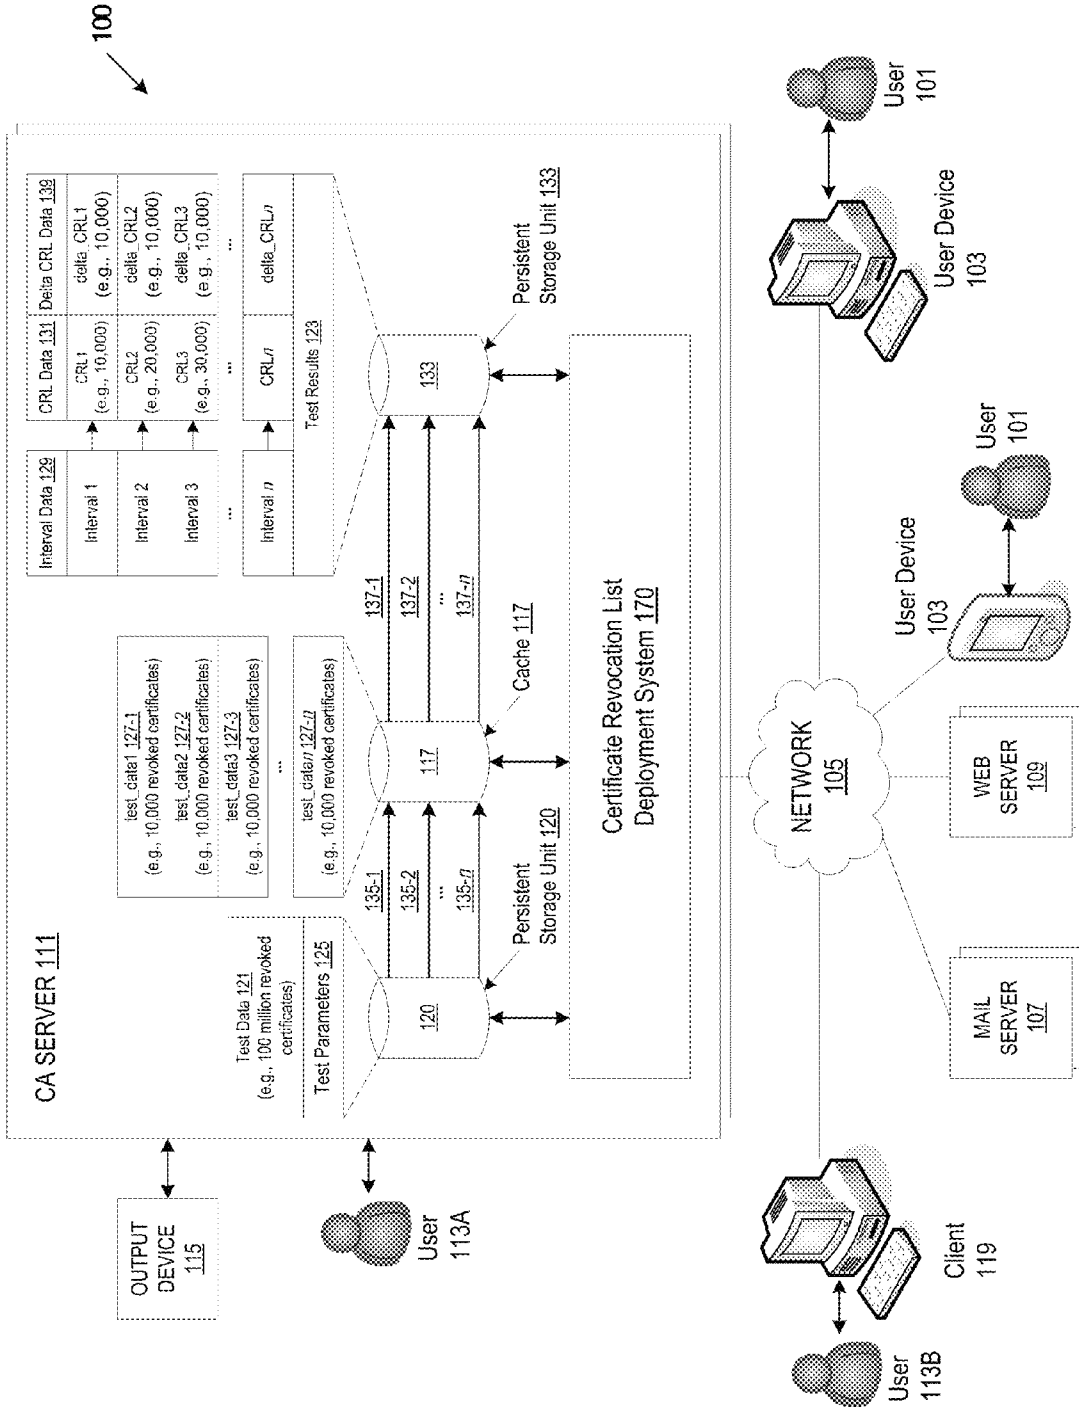 100
CA SERVER 111
OUTPUT
DEVICE
115
User
113A
Test Data 121
(e.g., 100 million revoked
certificates)
Test Parameters 125
test_data1 127-1
(e.g., 10,000 revoked certificates)
test_data2 127-2
(e.g., 10,000 revoked certificates)
test_data3 127-3
(e.g., 10,000 revoked certificates)
...
test_datan 127-n
(e.g., 10,000 revoked certificates)
Interval Data 129
Interval 1
Interval 2
Interval 3
...
Interval n
CRL Data 131
CRL1
(e.g., 10,000)
CRL2
(e.g., 20,000)
CRL3
(e.g., 30,000)
...
CRLn
Delta CRL Data 139
delta_CRL1
(e.g., 10,000)
delta_CRL2
(e.g., 10,000)
delta_CRL3
(e.g., 10,000)
...
delta_CRLn
Test Results 123
120
135-1
135-2
...
135-n
117
137-1
137-2
...
137-n
133
Persistent
Storage Unit 120
Cache 117
Persistent
Storage Unit 133
Certificate Revocation List
Deployment System 170
NETWORK
105
User
113B
Client
119
MAIL
SERVER
107
WEB
SERVER
109
User Device
103
User
101
User Device
103
User
101